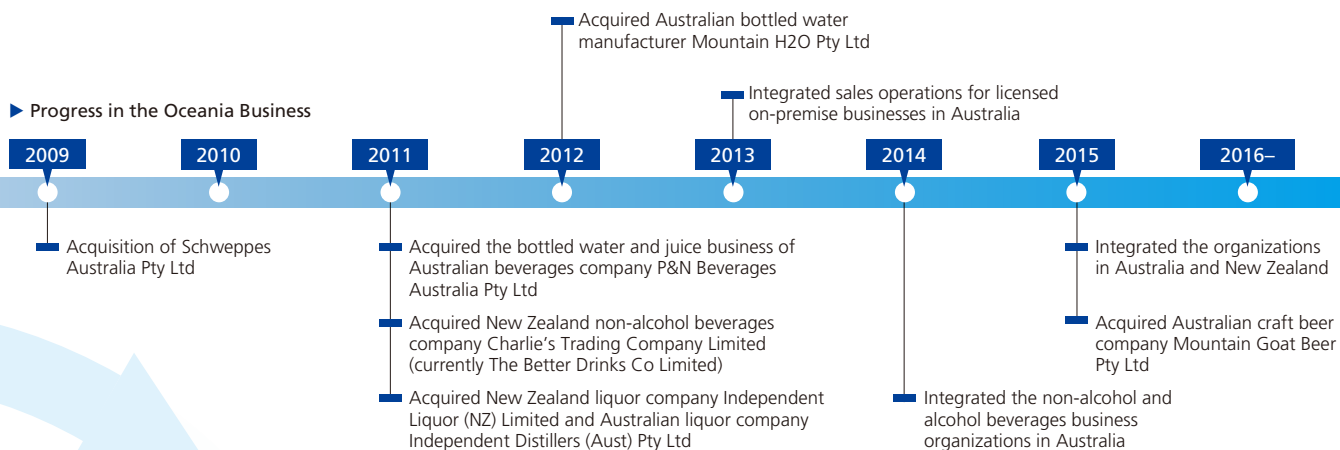 Acquired Australian bottled water
manufacturer Mountain H2O Pty Ltd
Integrated sales operations for licensed
on-premise businesses in Australia
▶ Progress in the Oceania Business
2009
2010
2011
2012
2013
2014
2015
2016–
Acquisition of Schweppes
Australia Pty Ltd
Acquired the bottled water and juice business of
Australian beverages company P&N Beverages
Australia Pty Ltd
Acquired New Zealand non-alcohol beverages
company Charlie’s Trading Company Limited
(currently The Better Drinks Co Limited)
Acquired New Zealand liquor company Independent
Liquor (NZ) Limited and Australian liquor company
Independent Distillers (Aust) Pty Ltd
Integrated the non-alcohol and
alcohol beverages business
organizations in Australia
Integrated the organizations
in Australia and New Zealand
Acquired Australian craft beer
company Mountain Goat Beer
Pty Ltd